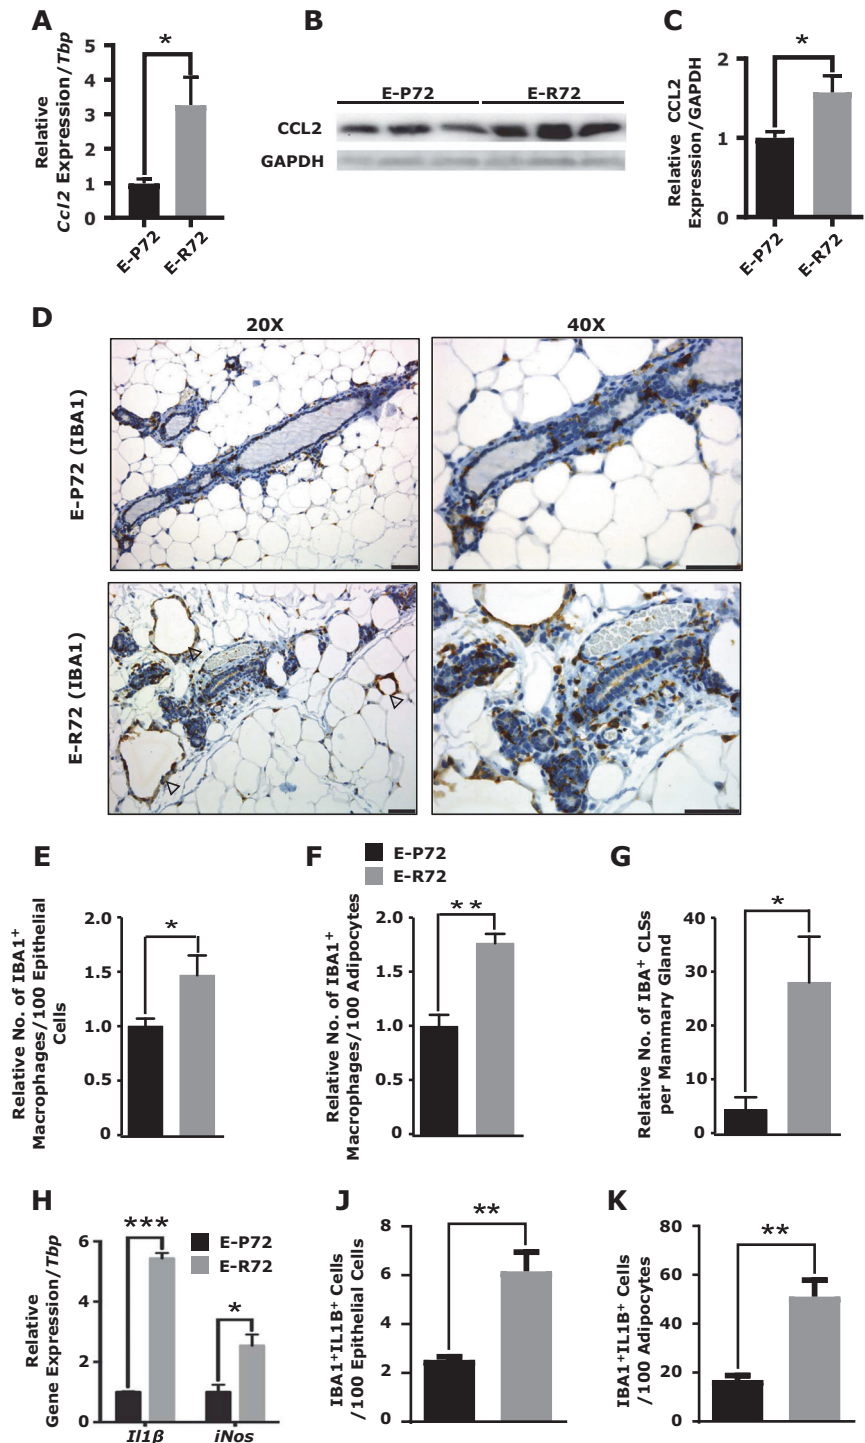 A
Relative
Ccl2 Expression/Tbp
5
4
3
2
1
0
*
E-P72
E-R72
B
E-P72
E-R72
CCL2
GAPDH
C
Relative CCL2
Expression/GAPDH
2
1
0
*
E-P72
E-R72
D
20X
40X
E-P72 (IBA1)
E-R72 (IBA1)
E
Relative No. of IBA1+
Macrophages/100 Epithelial
Cells
2.0
1.5
1.0
0.5
0
*
F
E-P72
E-R72
Relative No. of IBA1+
Macrophages/100 Adipocytes
2.0
1.5
1.0
0.5
0
**
G
Relative No. of IBA+ CLSs
per Mammary Gland
40
30
20
10
0
*
H
Relative
Gene Expression/Tbp
6
4
2
0
***
*
E-P72
E-R72
Il1β
iNos
J
IBA1+IL1B+ Cells
/100 Epithelial Cells
8
6
4
2
0
**
K
IBA1+IL1B+ Cells
/100 Adipocytes
80
60
40
20
0
**